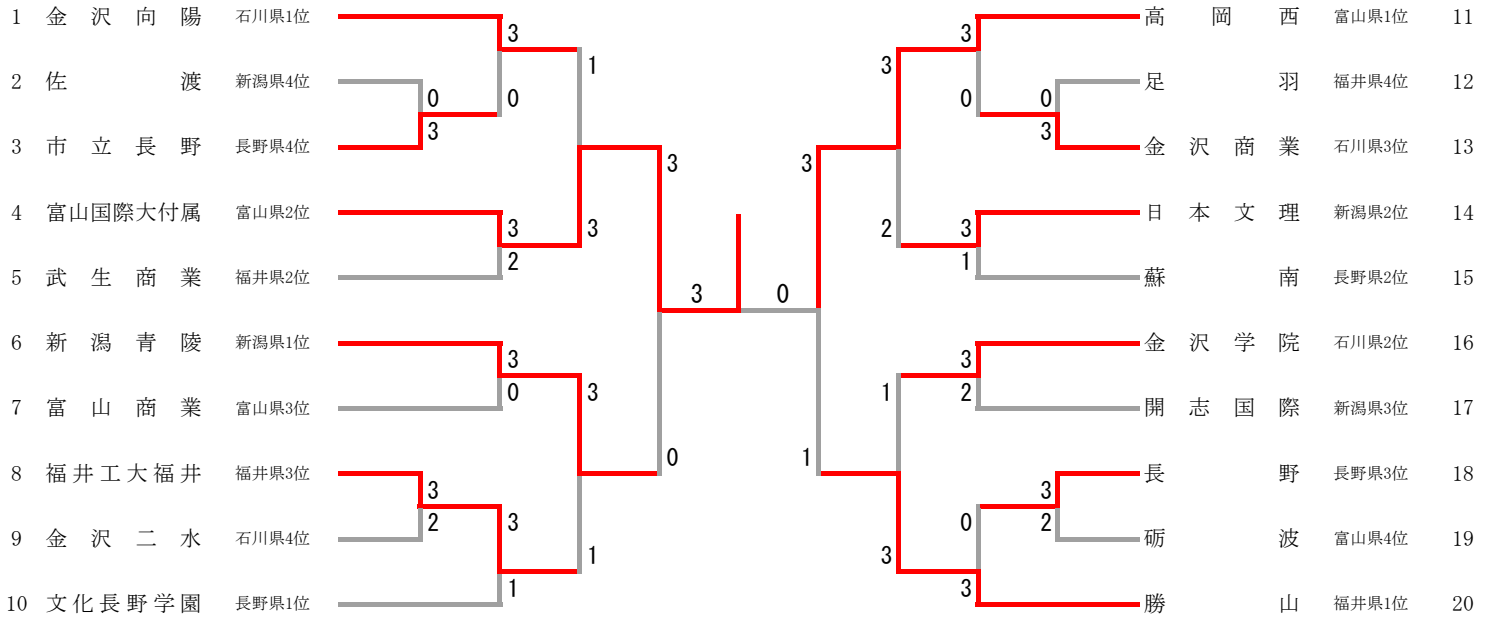 1 金沢向陽 石川県1位 3 3 高岡西 富山県1位 11
1 3
2 佐渡 新潟県4位 0 0 0 0 足羽 福井県4位 12
3 3
3 市立長野 長野県4位 3 3 金沢商業 石川県3位 13
4 富山国際大付属 富山県2位 3 3 2 3 日本文理 新潟県2位 14
2 1
5 武生商業 福井県2位 蘇南 長野県2位 15
3 0
6 新潟青陵 新潟県1位 3 3 金沢学院 石川県2位 16
0 3 1 2
7 富山商業 富山県3位 開志国際 新潟県3位 17
0 1
8 福井工大福井 福井県3位 3 3 長野 長野県3位 18
2 3 0 2
9 金沢二水 石川県4位 砺波 富山県4位 19
1 3
1 3
10 文化長野学園 長野県1位 勝山 福井県1位 20